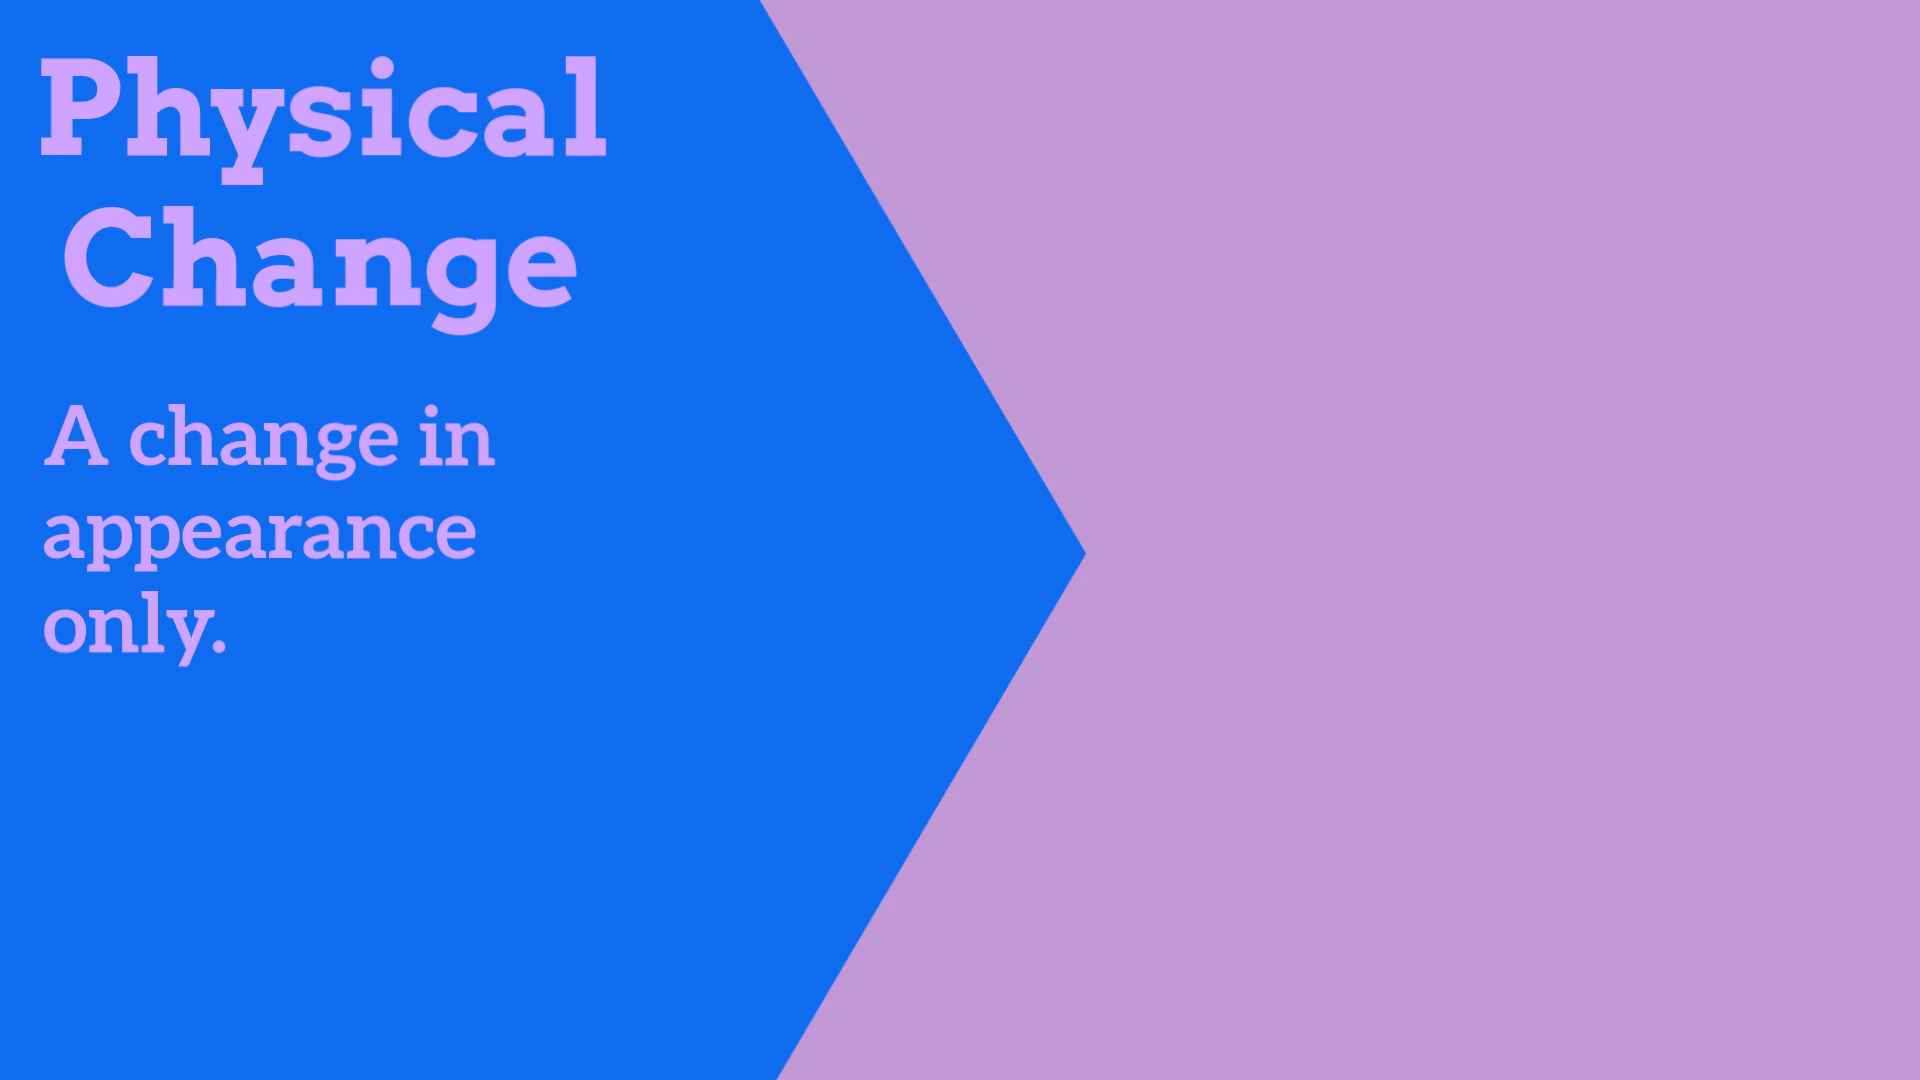 Physical
Change
A change in
appearance
only.